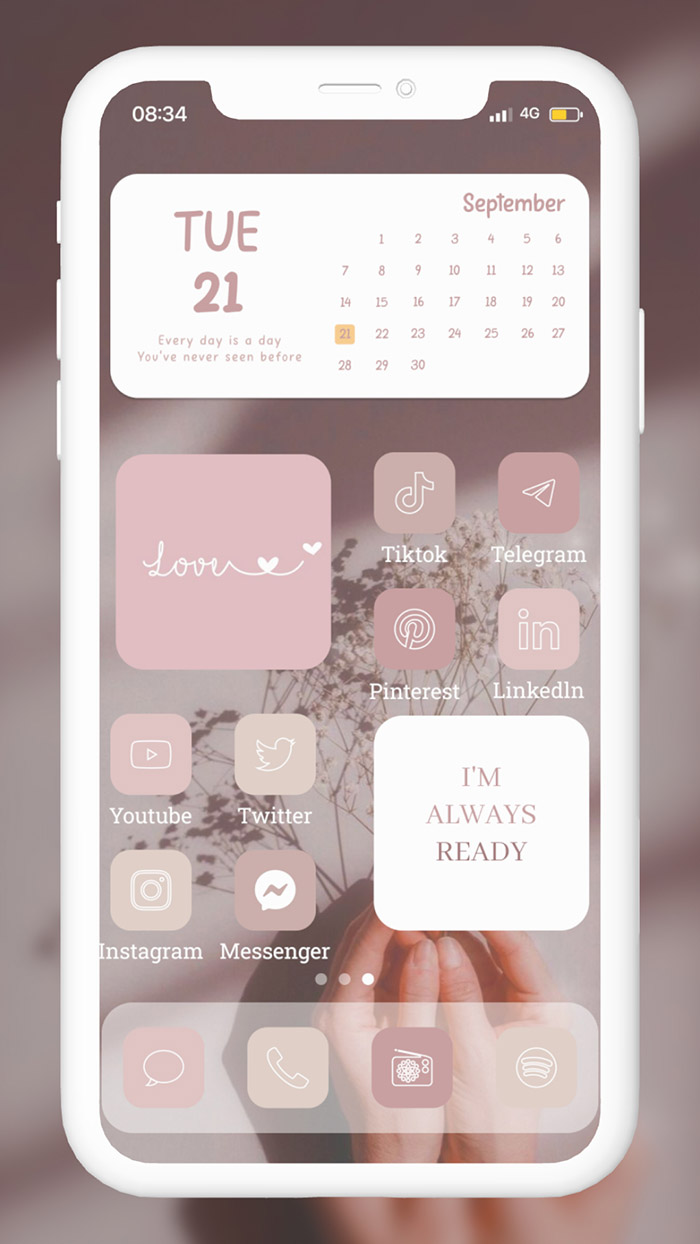 08:34
4G
TUE
21
Every day is a day
You've never seen before
September
1 2 3 4 5 6
7 8 9 10 11 12 13
14 15 16 17 18 19 20
21 22 23 24 25 26 27
28 29 30
Love
Tiktok Telegram
Pinterest LinkedIn
Youtube Twitter
I'M
ALWAYS
READY
Instagram Messenger